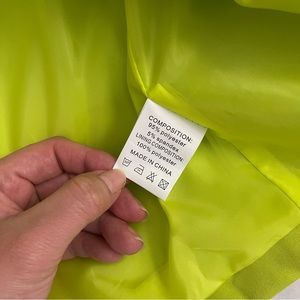 COMPOSITION:
95% polyester
5% spandex
LINING COMPOSITION:
100% polyester
MADE IN CHINA